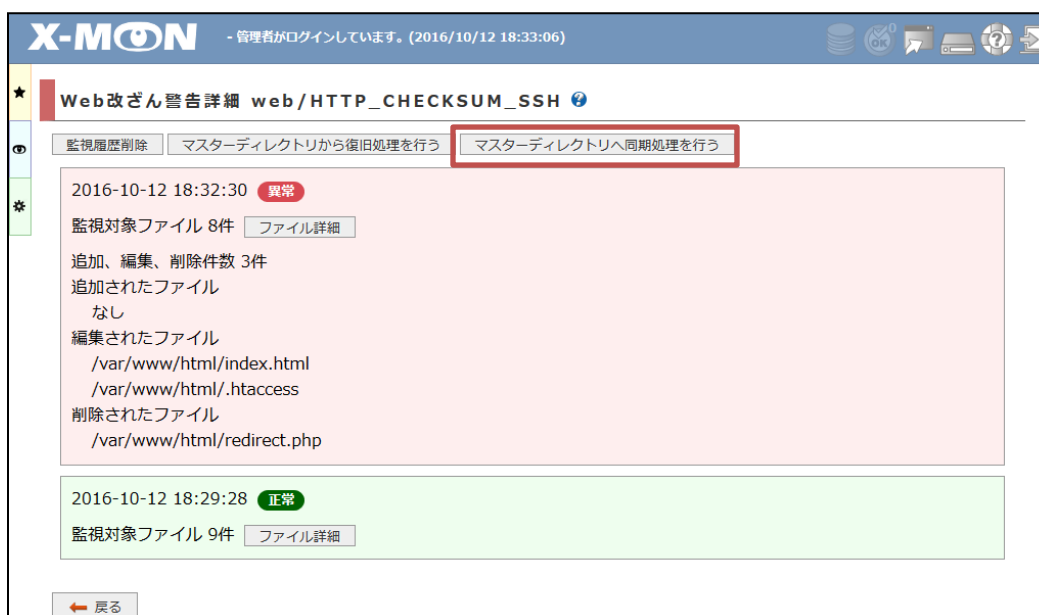 X-MON - 管理者がログインしています。(2016/10/12 18:33:06)
OK 0
Web改ざん警告詳細 web/HTTP_CHECKSUM_SSH ?
監視履歴削除 マスターディレクトリから復旧処理を行う マスターディレクトリへ同期処理を行う
2016-10-12 18:32:30 異常
監視対象ファイル 8件 ファイル詳細
追加、編集、削除件数 3件
追加されたファイル
なし
編集されたファイル
/var/www/html/index.html
/var/www/html/.htaccess
削除されたファイル
/var/www/html/redirect.php
2016-10-12 18:29:28 正常
監視対象ファイル 9件 ファイル詳細
戻る